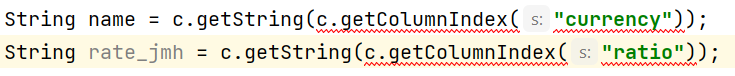 String name = c.getString(c.getColumnIndex( s: "currency"));
String rate_jmh = c.getString(c.getColumnIndex( s: "ratio"));